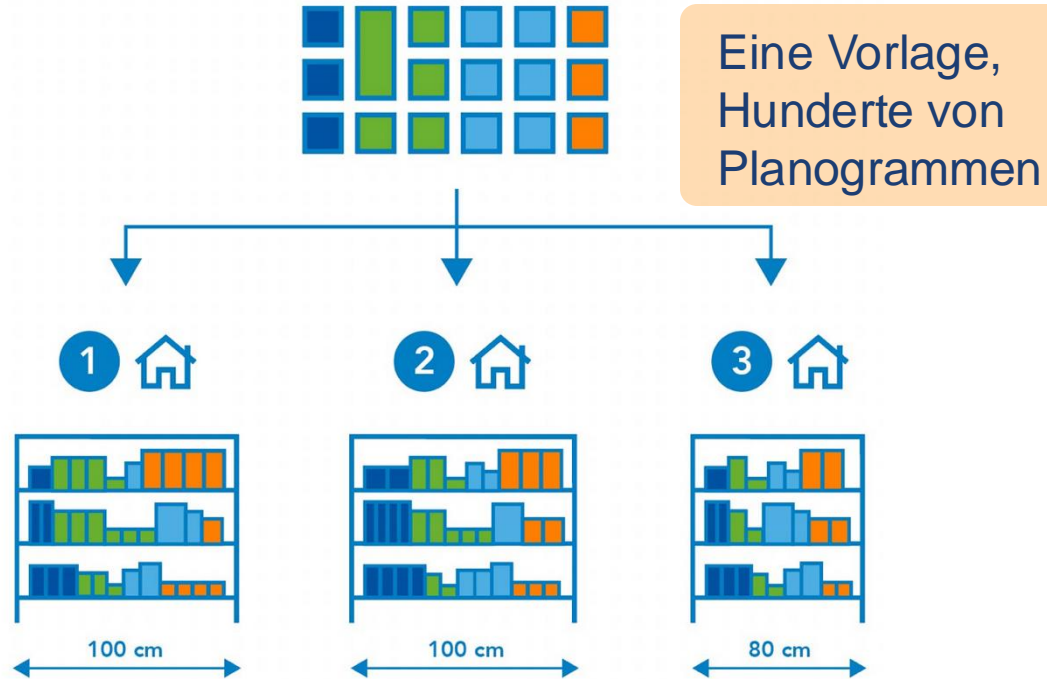 Eine Vorlage,
Hunderte von
Planogrammen
1
2
3
100 cm
100 cm
80 cm